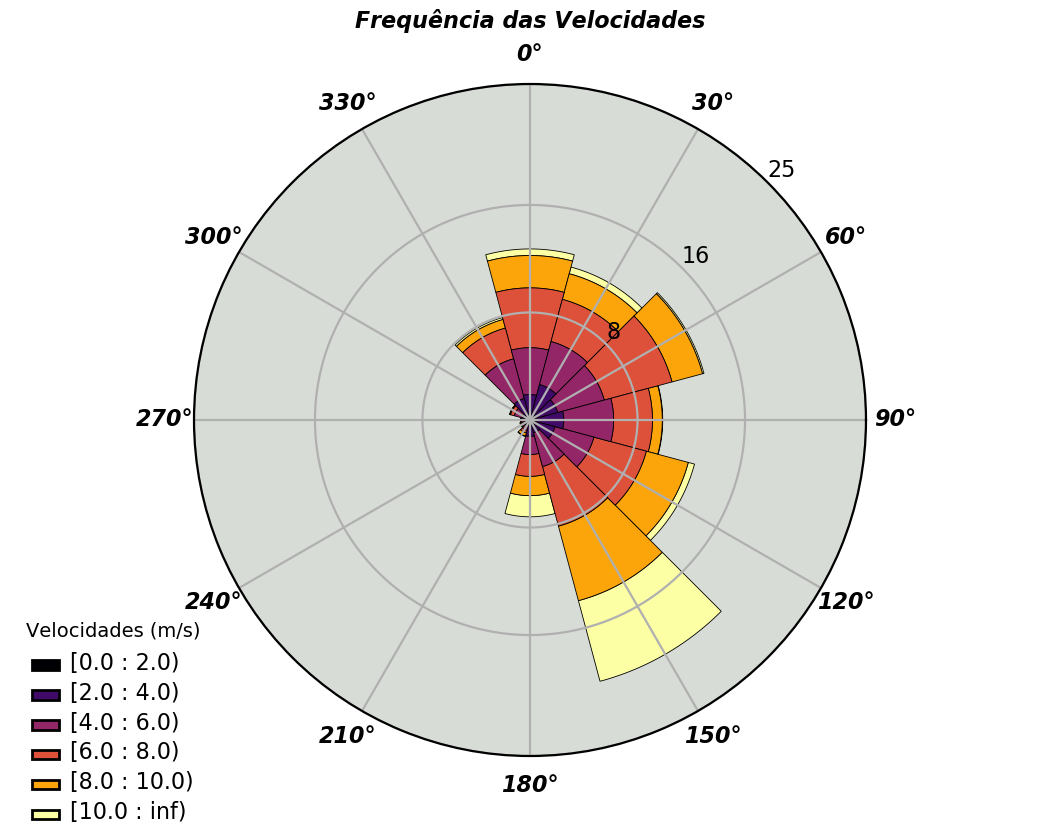 Frequência das Velocidades
0°
330°
30°
25
300°
60°
16
8
270°
90°
240°
120°
210°
150°
180°
Velocidades (m/s)
[0.0 : 2.0)
[2.0 : 4.0)
[4.0 : 6.0)
[6.0 : 8.0)
[8.0 : 10.0)
[10.0 : inf)